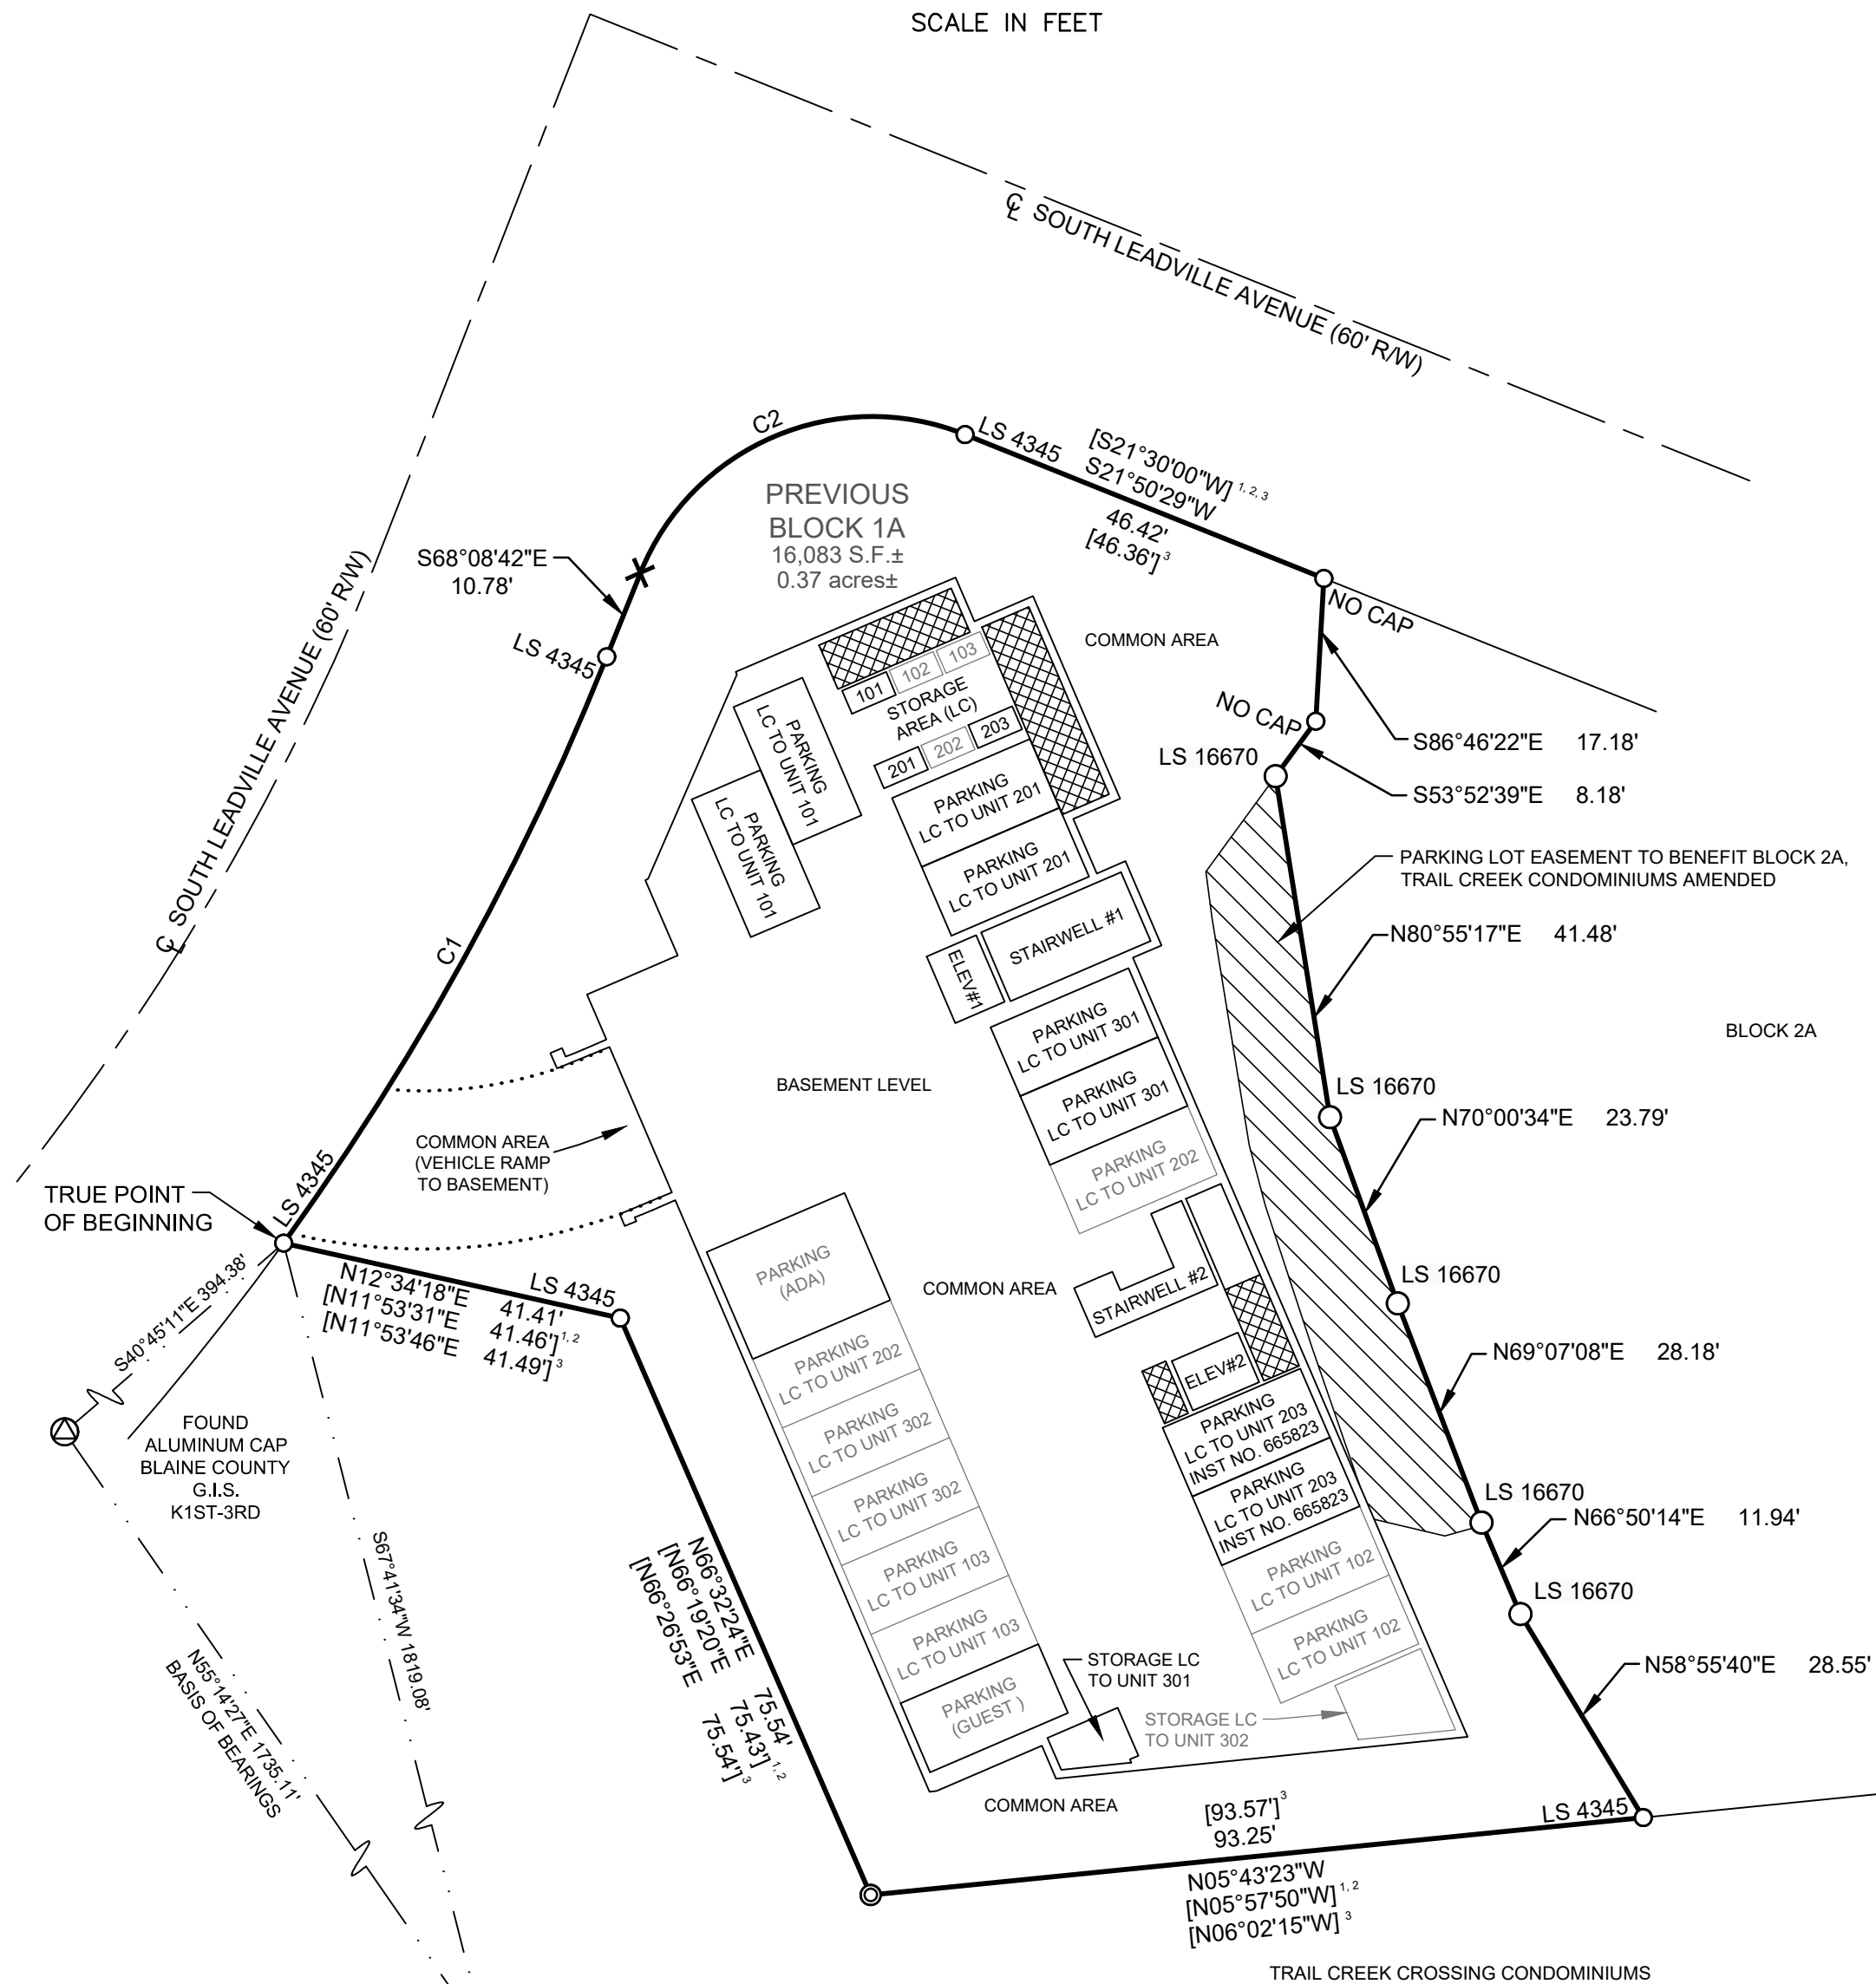 SCALE IN FEET
℄ SOUTH LEADVILLE AVENUE (60' R/W)
℄ SOUTH LEADVILLE AVENUE (60' R/W)
C2
LS 4345
[S21°30'00"W] 1, 2, 3
S21°50'29"W
46.42'
[46.36'] 3
PREVIOUS
BLOCK 1A
16,083 S.F.±
0.37 acres±
S68°08'42"E
10.78'
LS 4345
NO CAP
COMMON AREA
101
102
103
STORAGE
AREA (LC)
201
202
203
NO CAP
S86°46'22"E 17.18'
LS 16670
S53°52'39"E 8.18'
PARKING
LC TO UNIT 101
PARKING
LC TO UNIT 101
PARKING
LC TO UNIT 201
PARKING
LC TO UNIT 201
PARKING LOT EASEMENT TO BENEFIT BLOCK 2A,
TRAIL CREEK CONDOMINIUMS AMENDED
C1
STAIRWELL #1
ELEV#1
N80°55'17"E 41.48'
BLOCK 2A
PARKING
LC TO UNIT 301
PARKING
LC TO UNIT 301
PARKING
LC TO UNIT 202
BASEMENT LEVEL
LS 16670
N70°00'34"E 23.79'
COMMON AREA
(VEHICLE RAMP
TO BASEMENT)
LS 4345
TRUE POINT
OF BEGINNING
LS 4345
N12°34'18"E 41.41'
[N11°53'31"E 41.46'] 1, 2
[N11°53'46"E 41.49'] 3
S40°45'11"E 394.38'
PARKING
(ADA)
COMMON AREA
STAIRWELL #2
LS 16670
N69°07'08"E 28.18'
PARKING
LC TO UNIT 202
ELEV#2
PARKING
LC TO UNIT 302
PARKING
LC TO UNIT 203
INST NO. 665823
FOUND
ALUMINUM CAP
BLAINE COUNTY
G.I.S.
K1ST-3RD
PARKING
LC TO UNIT 302
PARKING
LC TO UNIT 203
INST NO. 665823
LS 16670
N66°50'14"E 11.94'
PARKING
LC TO UNIT 103
PARKING
LC TO UNIT 102
S67°41'34"W 1819.08'
N66°32'24"E 75.54'
[N66°19'20"E 75.43'] 1, 2
[N66°26'53"E 75.54'] 3
LS 16670
PARKING
LC TO UNIT 103
PARKING
LC TO UNIT 102
N58°55'40"E 28.55'
N55°14'27"E 1735.11'
BASIS OF BEARINGS
STORAGE LC
TO UNIT 301
PARKING
(GUEST )
STORAGE LC
TO UNIT 302
COMMON AREA
[93.57'] 3
93.25'
LS 4345
N05°43'23"W
[N05°57'50"W] 1, 2
[N06°02'15"W] 3
TRAIL CREEK CROSSING CONDOMINIUMS